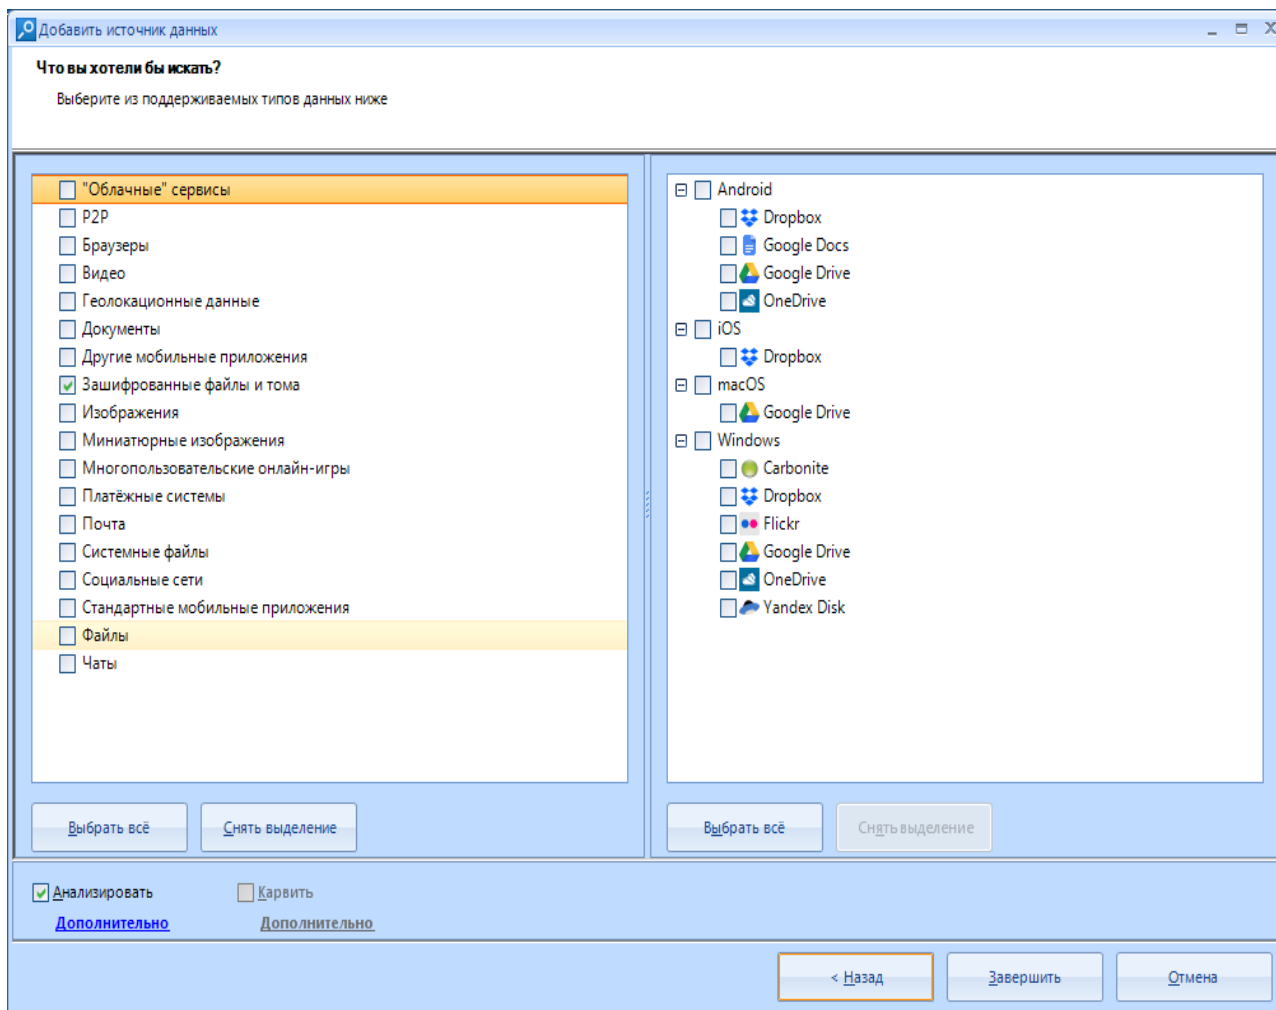 Добавить источник данных
Что вы хотели бы искать?
Выберите из поддерживаемых типов данных ниже
"Облачные" сервисы
P2P
Браузеры
Видео
Геолокационные данные
Документы
Другие мобильные приложения
Зашифрованные файлы и тома
Изображения
Миниатюрные изображения
Многопользовательские онлайн-игры
Платёжные системы
Почта
Системные файлы
Социальные сети
Стандартные мобильные приложения
Файлы
Чаты
Android
Dropbox
Google Docs
Google Drive
OneDrive
iOS
Dropbox
macOS
Google Drive
Windows
Carbonite
Dropbox
Flickr
Google Drive
OneDrive
Yandex Disk
Выбрать всё Снять выделение
Выбрать всё Снять выделение
Анализировать Карвить
Дополнительно Дополнительно
< Назад Завершить Отмена